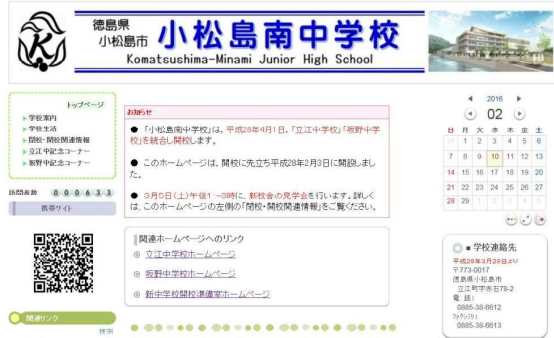 徳島県
小松島市
小松島南中学校
Komatsushima-Minami Junior High School
トップページ
学校案内
学校生活
閉校・開校関連情報
立江中記念コーナー
坂野中記念コーナー
訪問者数 000633
携帯サイト
関連リンク
検索
お知らせ
● 「小松島南中学校」は、平成28年4月1日、「立江中学校」「坂野中学
校」を統合し開校します。
● このホームページは、開校に先立ち平成28年2月3日に開設しまし
た。
● 3月5日(土)午後1~3時に、新校舎の見学会を行います。詳しく
は、このホームページの左側の「閉校・開校関連情報」をご覧ください。
関連ホームページへのリンク
◎ 立江中学校ホームページ
◎ 坂野中学校ホームページ
◎ 新中学校開校準備室ホームページ
2016
02
日 月 火 水 木 金 土
31 1 2 3 4 5 6
7 8 9 10 11 12 13
14 15 16 17 18 19 20
21 22 23 24 25 26 27
28 29 1 2 3 4 5
■ 学校連絡先
平成28年3月29日より
〒773-0017
徳島県小松島市
立江町字赤石78-2
電 話:
0885-38-6612
ファクシミリ:
0885-38-6613